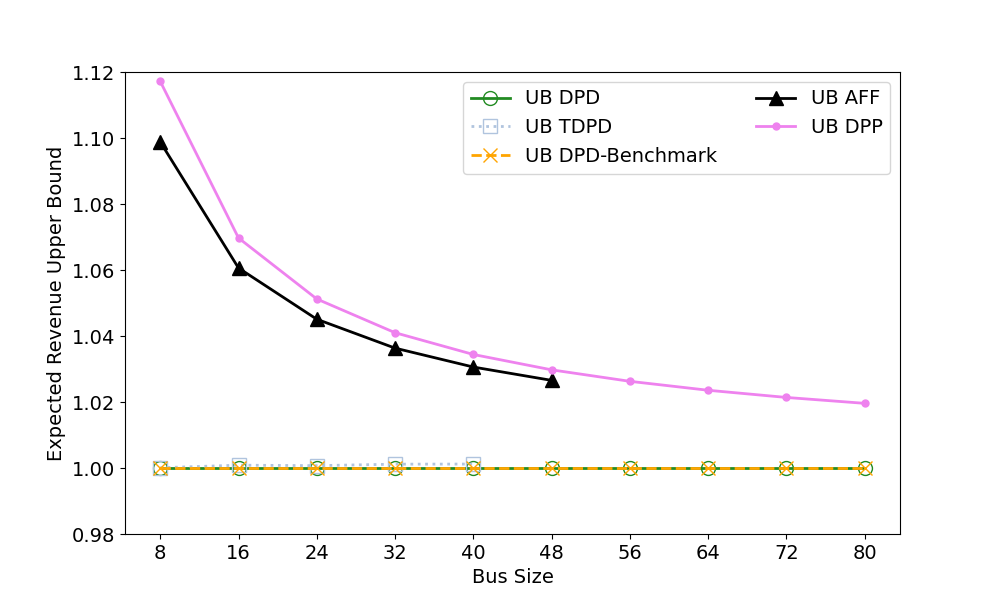 1.12
1.10
1.08
1.06
1.04
1.02
1.00
0.98
Expected Revenue Upper Bound
UB DPD
UB TDPD
UB DPD-Benchmark
UB AFF
UB DPP
8 16 24 32 40 48 56 64 72 80
Bus Size